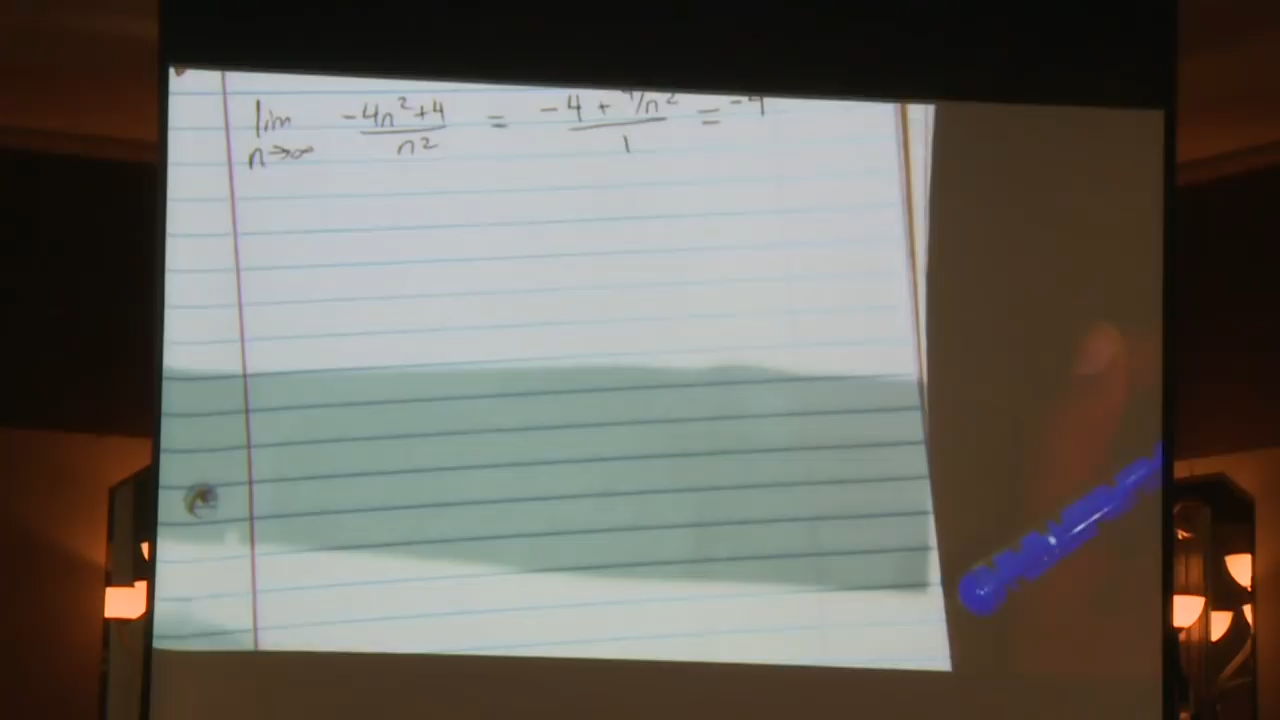 lim n→∞ -4n²+4 / n² = -4 + 4/n² / 1 = -4